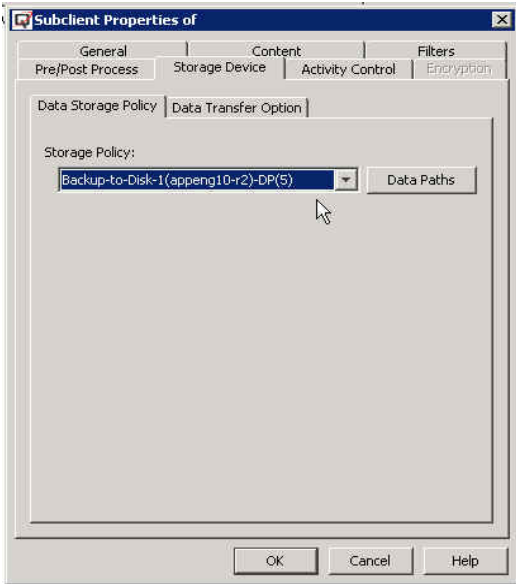 Subclient Properties of
General Content Filters
Pre/Post Process Storage Device Activity Control Encryption
Data Storage Policy Data Transfer Option
Storage Policy:
Backup-to-Disk-1(appeng10-r2)-DP(5) Data Paths
OK Cancel Help